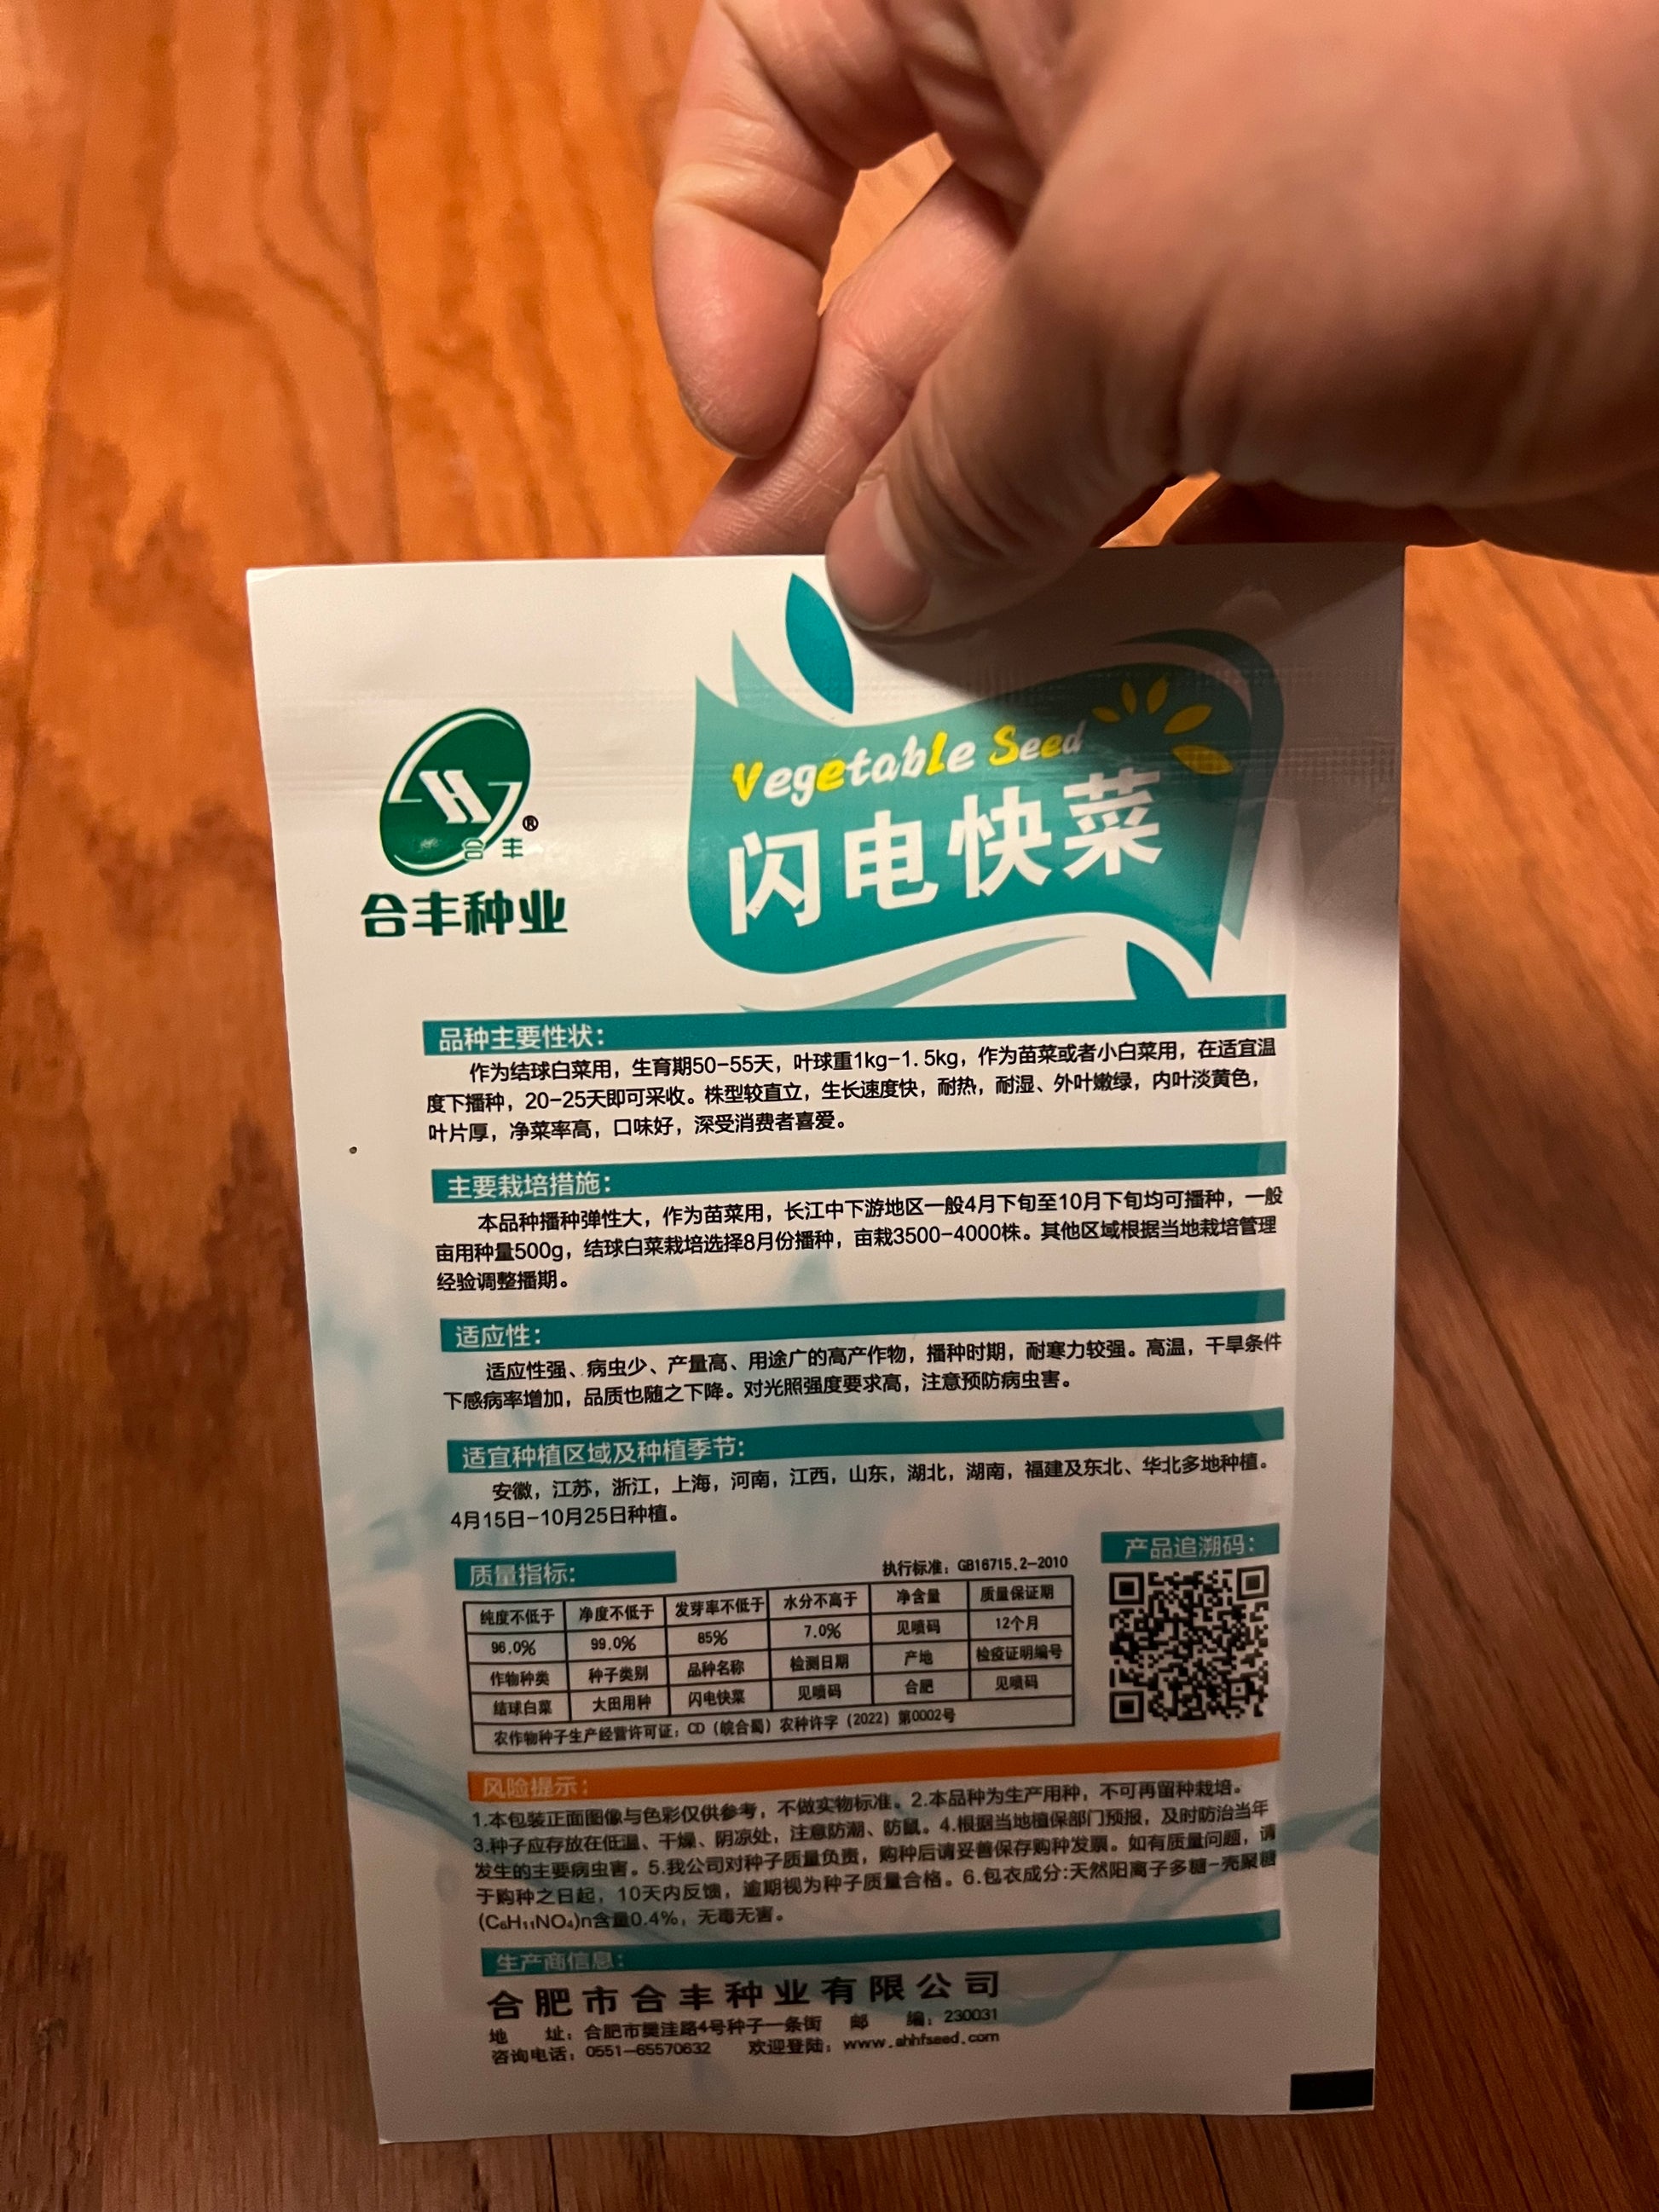 Vegetable Seed
闪电快菜
合丰
®
合丰种业
品种主要性状：
作为结球白菜用，生育期50-55天，叶球重1kg-1.5kg，作为苗菜或者小白菜用，在适宜温
度下播种，20-25天即可采收。株型较直立，生长速度快，耐热，耐湿、外叶嫩绿，内叶淡黄色，
叶片厚，净菜率高，口味好，深受消费者喜爱。
主要栽培措施：
本品种播种弹性大，作为苗菜用，长江中下游地区一般4月下旬至10月下旬均可播种，一般
亩用种量500g，结球白菜栽培选择8月份播种，亩栽3500-4000株。其他区域根据当地栽培管理
经验调整播期。
适应性：
适应性强、病虫少、产量高、用途广的高产作物，播种时期，耐寒力较强。高温，干旱条件
下感病率增加，品质也随之下降。对光照强度要求高，注意预防病虫害。
适宜种植区域及种植季节：
安徽，江苏，浙江，上海，河南，江西，山东，湖北，湖南，福建及东北、华北多地种植。
4月15日-10月25日种植。
质量指标：
执行标准：GB16715.2-2010
产品追溯码：
纯度不低于 净度不低于 发芽率不低于 水分不高于 净含量 质量保证期
96.0% 99.0% 85% 7.0% 见喷码 12个月
作物种类 种子类别 品种名称 检测日期 产地 检疫证明编号
结球白菜 大田用种 闪电快菜 见喷码 合肥 见喷码
农作物种子生产经营许可证：CD（皖合蜀）农种许字（2022）第0002号
风险提示：
1.本包装正面图像与色彩仅供参考，不做实物标准。2.本品种为生产用种，不可再留种栽培。
3.种子应存放在低温、干燥、阴凉处，注意防潮、防鼠。4.根据当地植保部门预报，及时防治当年
发生的主要病虫害。5.我公司对种子质量负责，购种后请妥善保存购种发票。如有质量问题，请
于购种之日起，10天内反馈，逾期视为种子质量合格。6.包衣成分:天然阳离子多糖-壳聚糖
(C₆H₁₁NO₄)n含量0.4%，无毒无害。
生产商信息：
合肥市合丰种业有限公司
地 址：合肥市樊洼路4号种子一条街 邮 编：230031
咨询电话：0551-65570632 欢迎登陆：www.ahhfseed.com